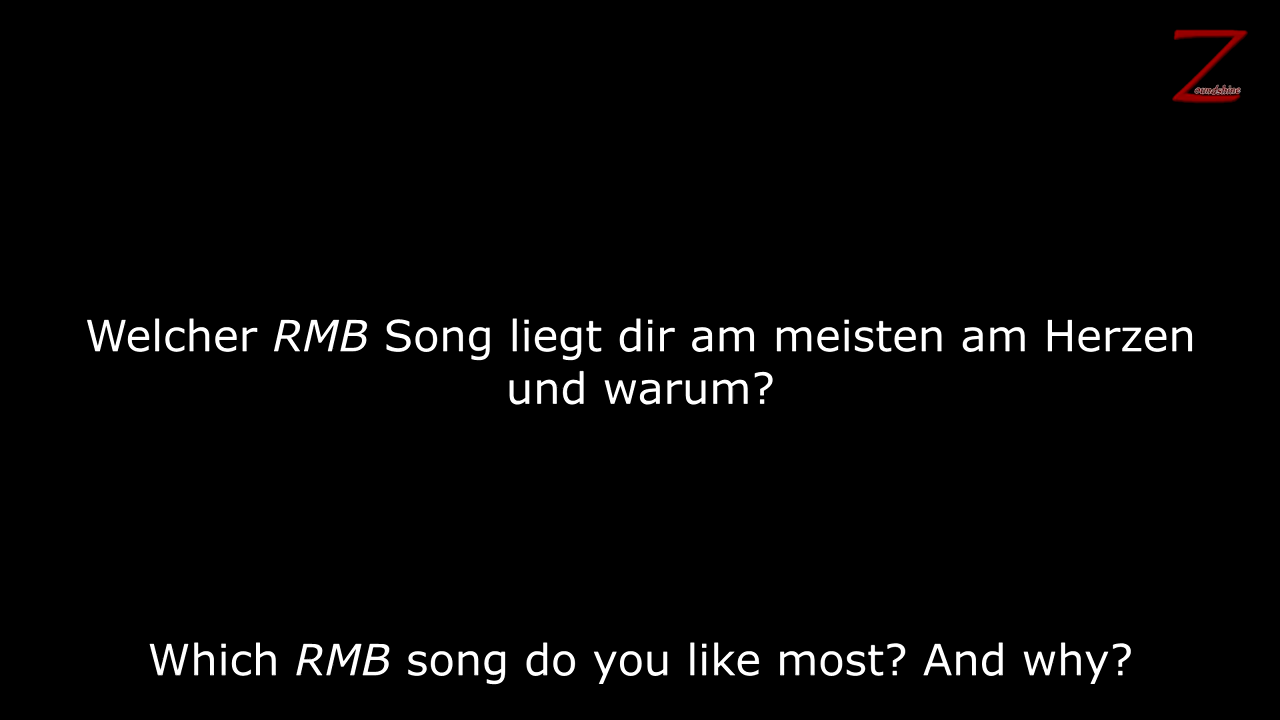 Zoundshine
Welcher RMB Song liegt dir am meisten am Herzen
und warum?
Which RMB song do you like most? And why?